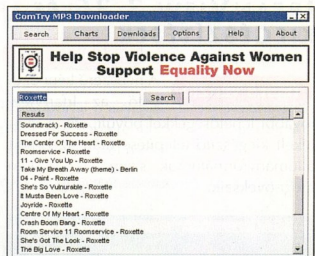 ComTry MP3 Downloader
Search Charts Downloads Options Help About
Help Stop Violence Against Women
Support Equality Now
Roxette Search
Results
Soundtrack) - Roxette
Dressed For Success - Roxette
The Center Of The Heart - Roxette
Roomservice - Roxette
11 - Give You Up - Roxette
Take My Breath Away (theme) - Berlin
04 - Paint - Roxette
She's So Vulnurable - Roxette
It Musta Been Love - Roxette
Joyride - Roxette
Centre Of My Heart - Roxette
Crash Boom Bang - Roxette
Room Service 11 Roomservice - Roxette
She's Got The Look - Roxette
The Big Love - Roxette